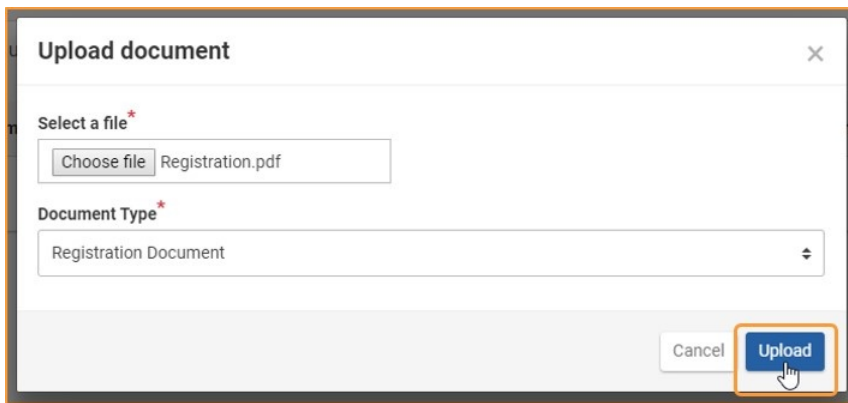 Upload document
×
Select a file*
Choose file Registration.pdf
Document Type*
Registration Document
Cancel Upload